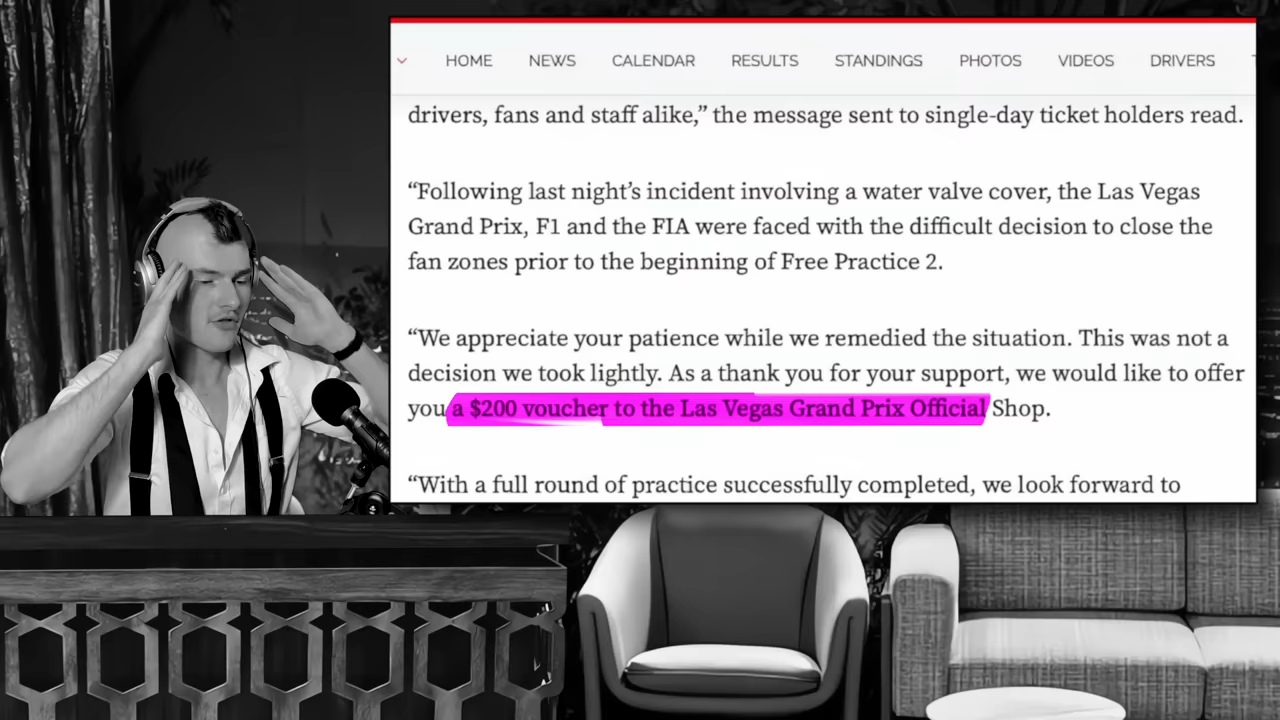 HOME NEWS CALENDAR RESULTS STANDINGS PHOTOS VIDEOS DRIVERS
drivers, fans and staff alike,” the message sent to single-day ticket holders read.
“Following last night’s incident involving a water valve cover, the Las Vegas
Grand Prix, F1 and the FIA were faced with the difficult decision to close the
fan zones prior to the beginning of Free Practice 2.
“We appreciate your patience while we remedied the situation. This was not a
decision we took lightly. As a thank you for your support, we would like to offer
you a $200 voucher to the Las Vegas Grand Prix Official Shop.
“With a full round of practice successfully completed, we look forward to